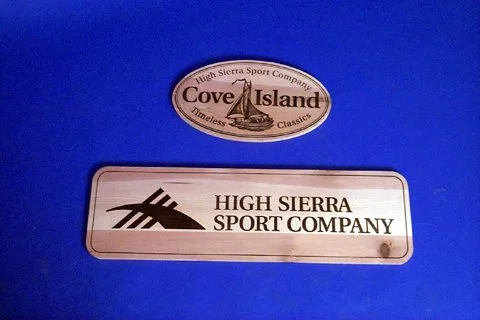 High Sierra Sport Company
Cove Island
Timeless Classics
HIGH SIERRA
SPORT COMPANY